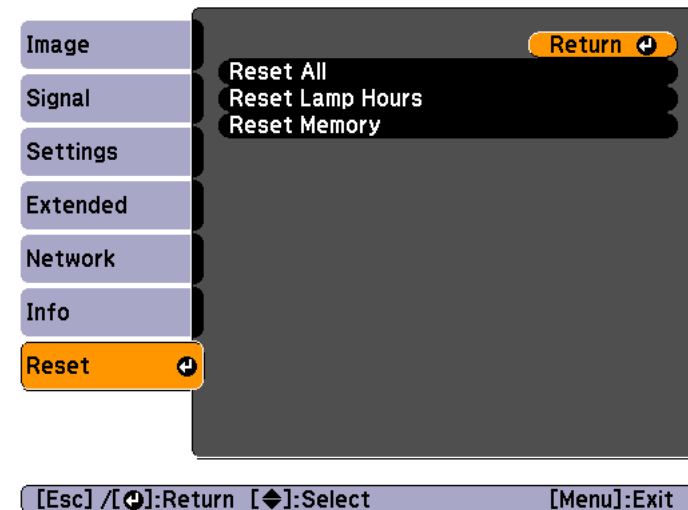 Image
Signal
Settings
Extended
Network
Info
Reset
Return
Reset All
Reset Lamp Hours
Reset Memory
[Esc] /[⏎]:Return [◆]:Select [Menu]:Exit